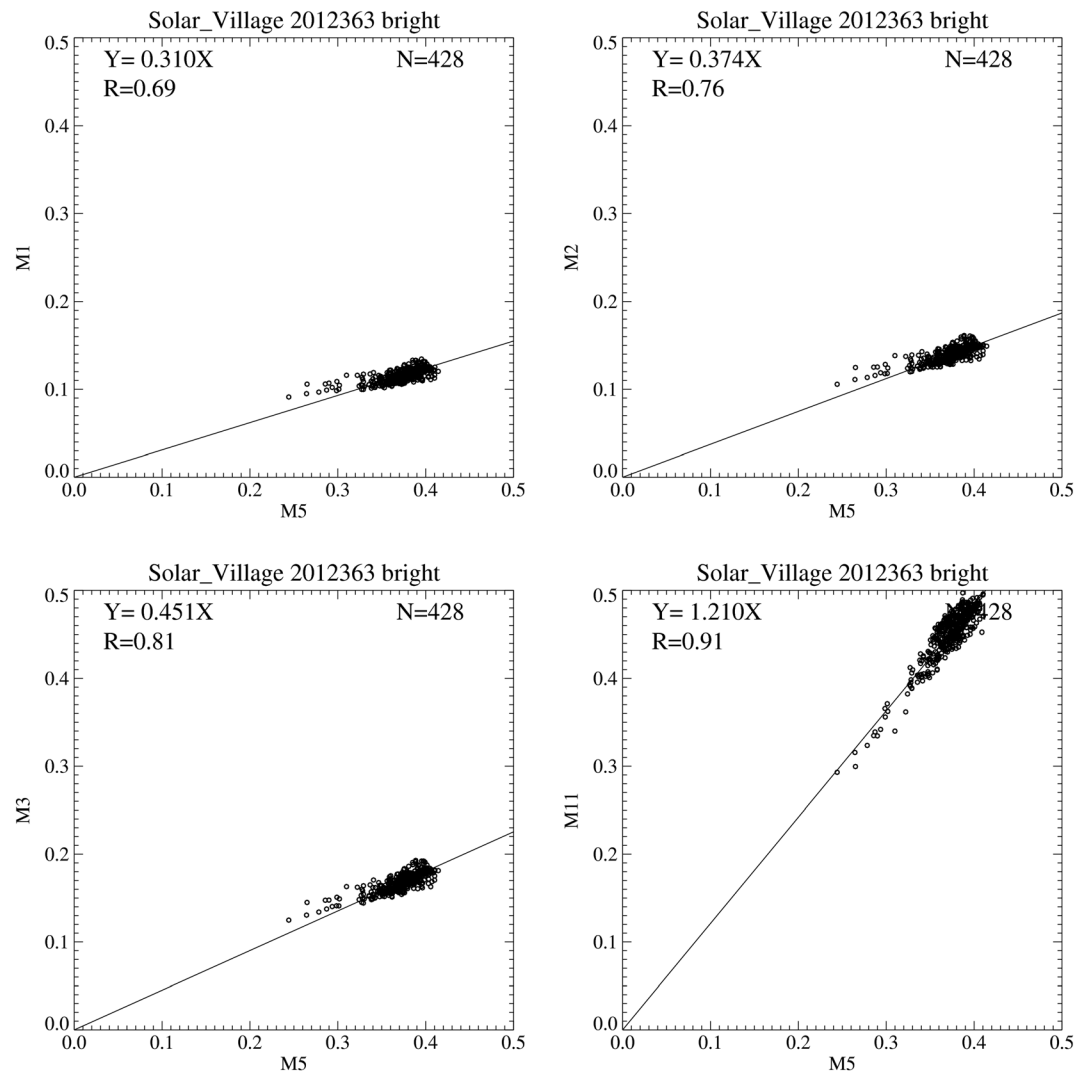 Solar_Village 2012363 bright
Y= 0.310X N=428
R=0.69
0.5
0.4
0.3
0.2
0.1
0.0
M1
0.0 0.1 0.2 0.3 0.4 0.5
M5
Solar_Village 2012363 bright
Y= 0.374X N=428
R=0.76
0.5
0.4
0.3
0.2
0.1
0.0
M2
0.0 0.1 0.2 0.3 0.4 0.5
M5
Solar_Village 2012363 bright
Y= 0.451X N=428
R=0.81
0.5
0.4
0.3
0.2
0.1
0.0
M3
0.0 0.1 0.2 0.3 0.4 0.5
M5
Solar_Village 2012363 bright
Y= 1.210X
R=0.91
0.5
0.4
0.3
0.2
0.1
0.0
M11
0.0 0.1 0.2 0.3 0.4 0.5
M5